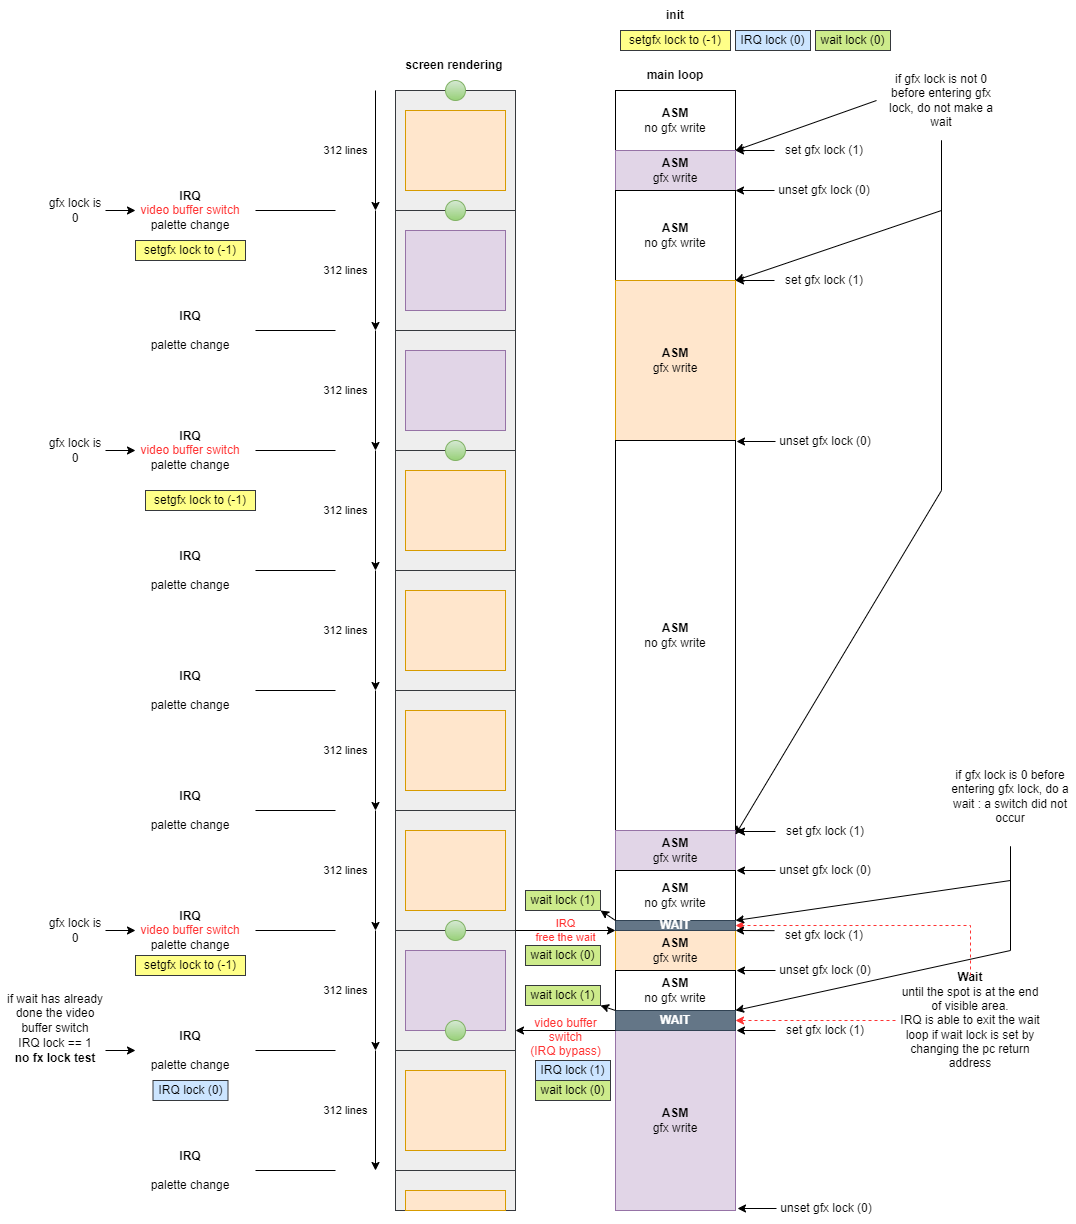 init
setgfx lock to (-1)
IRQ lock (0)
wait lock (0)
screen rendering
main loop
if gfx lock is not 0
before entering gfx
lock, do not make a
wait
ASM
no gfx write
312 lines
set gfx lock (1)
ASM
gfx write
unset gfx lock (0)
gfx lock is
0
IRQ
video buffer switch
palette change
setgfx lock to (-1)
ASM
no gfx write
312 lines
set gfx lock (1)
IRQ
palette change
ASM
gfx write
312 lines
gfx lock is
0
IRQ
video buffer switch
palette change
unset gfx lock (0)
setgfx lock to (-1)
312 lines
IRQ
palette change
312 lines
ASM
no gfx write
IRQ
palette change
312 lines
if gfx lock is 0 before
entering gfx lock, do a
wait : a switch did not
occur
IRQ
palette change
set gfx lock (1)
ASM
gfx write
312 lines
unset gfx lock (0)
ASM
no gfx write
wait lock (1)
gfx lock is
0
IRQ
video buffer switch
palette change
setgfx lock to (-1)
IRQ
free the wait
wait lock (0)
WAIT
set gfx lock (1)
ASM
gfx write
unset gfx lock (0)
Wait
until the spot is at the end
of visible area.
IRQ is able to exit the wait
loop if wait lock is set by
changing the pc return
address
312 lines
wait lock (1)
ASM
no gfx write
WAIT
set gfx lock (1)
if wait has already
done the video
buffer switch
IRQ lock == 1
no fx lock test
IRQ
palette change
IRQ lock (0)
video buffer
switch
(IRQ bypass)
IRQ lock (1)
wait lock (0)
312 lines
ASM
gfx write
IRQ
palette change
unset gfx lock (0)